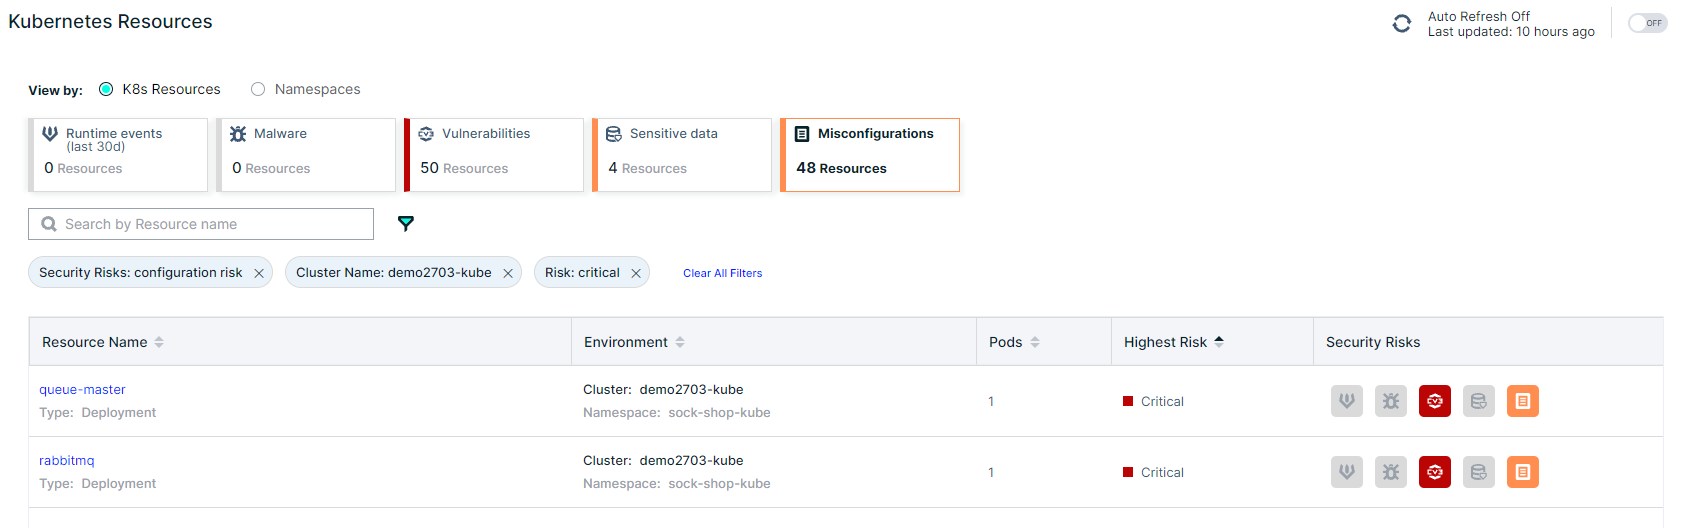 Kubernetes Resources
Auto Refresh Off
Last updated: 10 hours ago
OFF
View by: K8s Resources Namespaces
Runtime events
(last 30d)
0 Resources
Malware
0 Resources
CVE Vulnerabilities
50 Resources
Sensitive data
4 Resources
Misconfigurations
48 Resources
Search by Resource name
Security Risks: configuration risk
Cluster Name: demo2703-kube
Risk: critical
Clear All Filters
Resource Name Environment Pods Highest Risk Security Risks
queue-master
Type: Deployment
Cluster: demo2703-kube
Namespace: sock-shop-kube
1
Critical
CVE
rabbitmq
Type: Deployment
Cluster: demo2703-kube
Namespace: sock-shop-kube
1
Critical
CVE